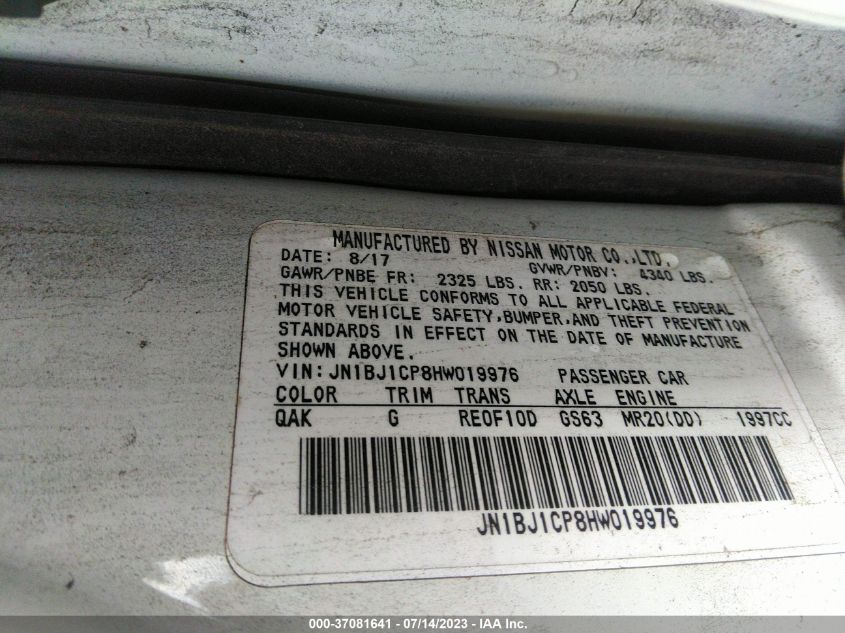 MANUFACTURED BY NISSAN MOTOR CO.,LTD.
DATE: 8/17 GVWR/PNBV: 4340 LBS.
GAWR/PNBE FR: 2325 LBS. RR: 2050 LBS.
THIS VEHICLE CONFORMS TO ALL APPLICABLE FEDERAL
MOTOR VEHICLE SAFETY,BUMPER,AND THEFT PREVENTION
STANDARDS IN EFFECT ON THE DATE OF MANUFACTURE
SHOWN ABOVE.
VIN:JN1BJ1CP8HW019976 PASSENGER CAR
COLOR TRIM TRANS AXLE ENGINE
QAK G RE0F10D GS63 MR20(DD) 1997CC
JN1BJ1CP8HW019976
000-37081641 - 07/14/2023 - IAA Inc.